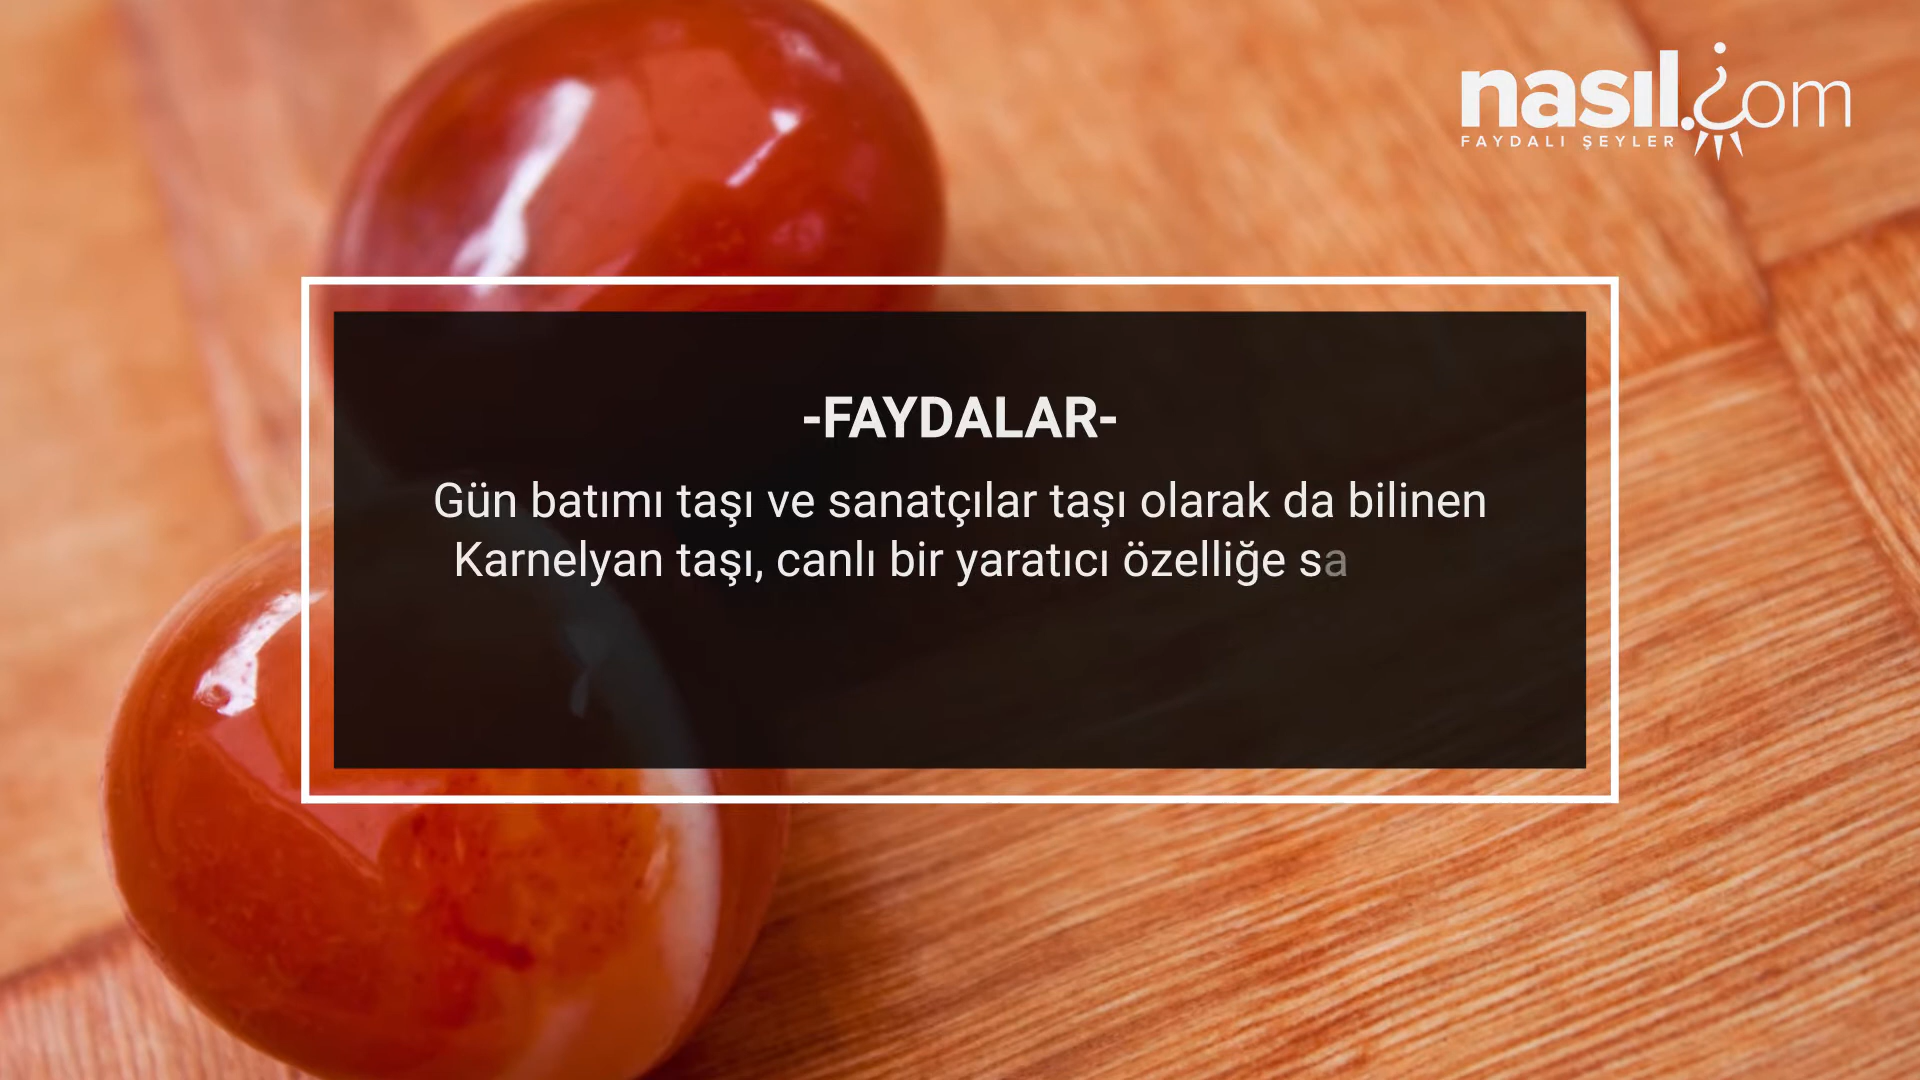 nasıl.com
FAYDALI ŞEYLER
-FAYDALAR-
Gün batımı taşı ve sanatçılar taşı olarak da bilinen
Karnelyan taşı, canlı bir yaratıcı özelliğe sa